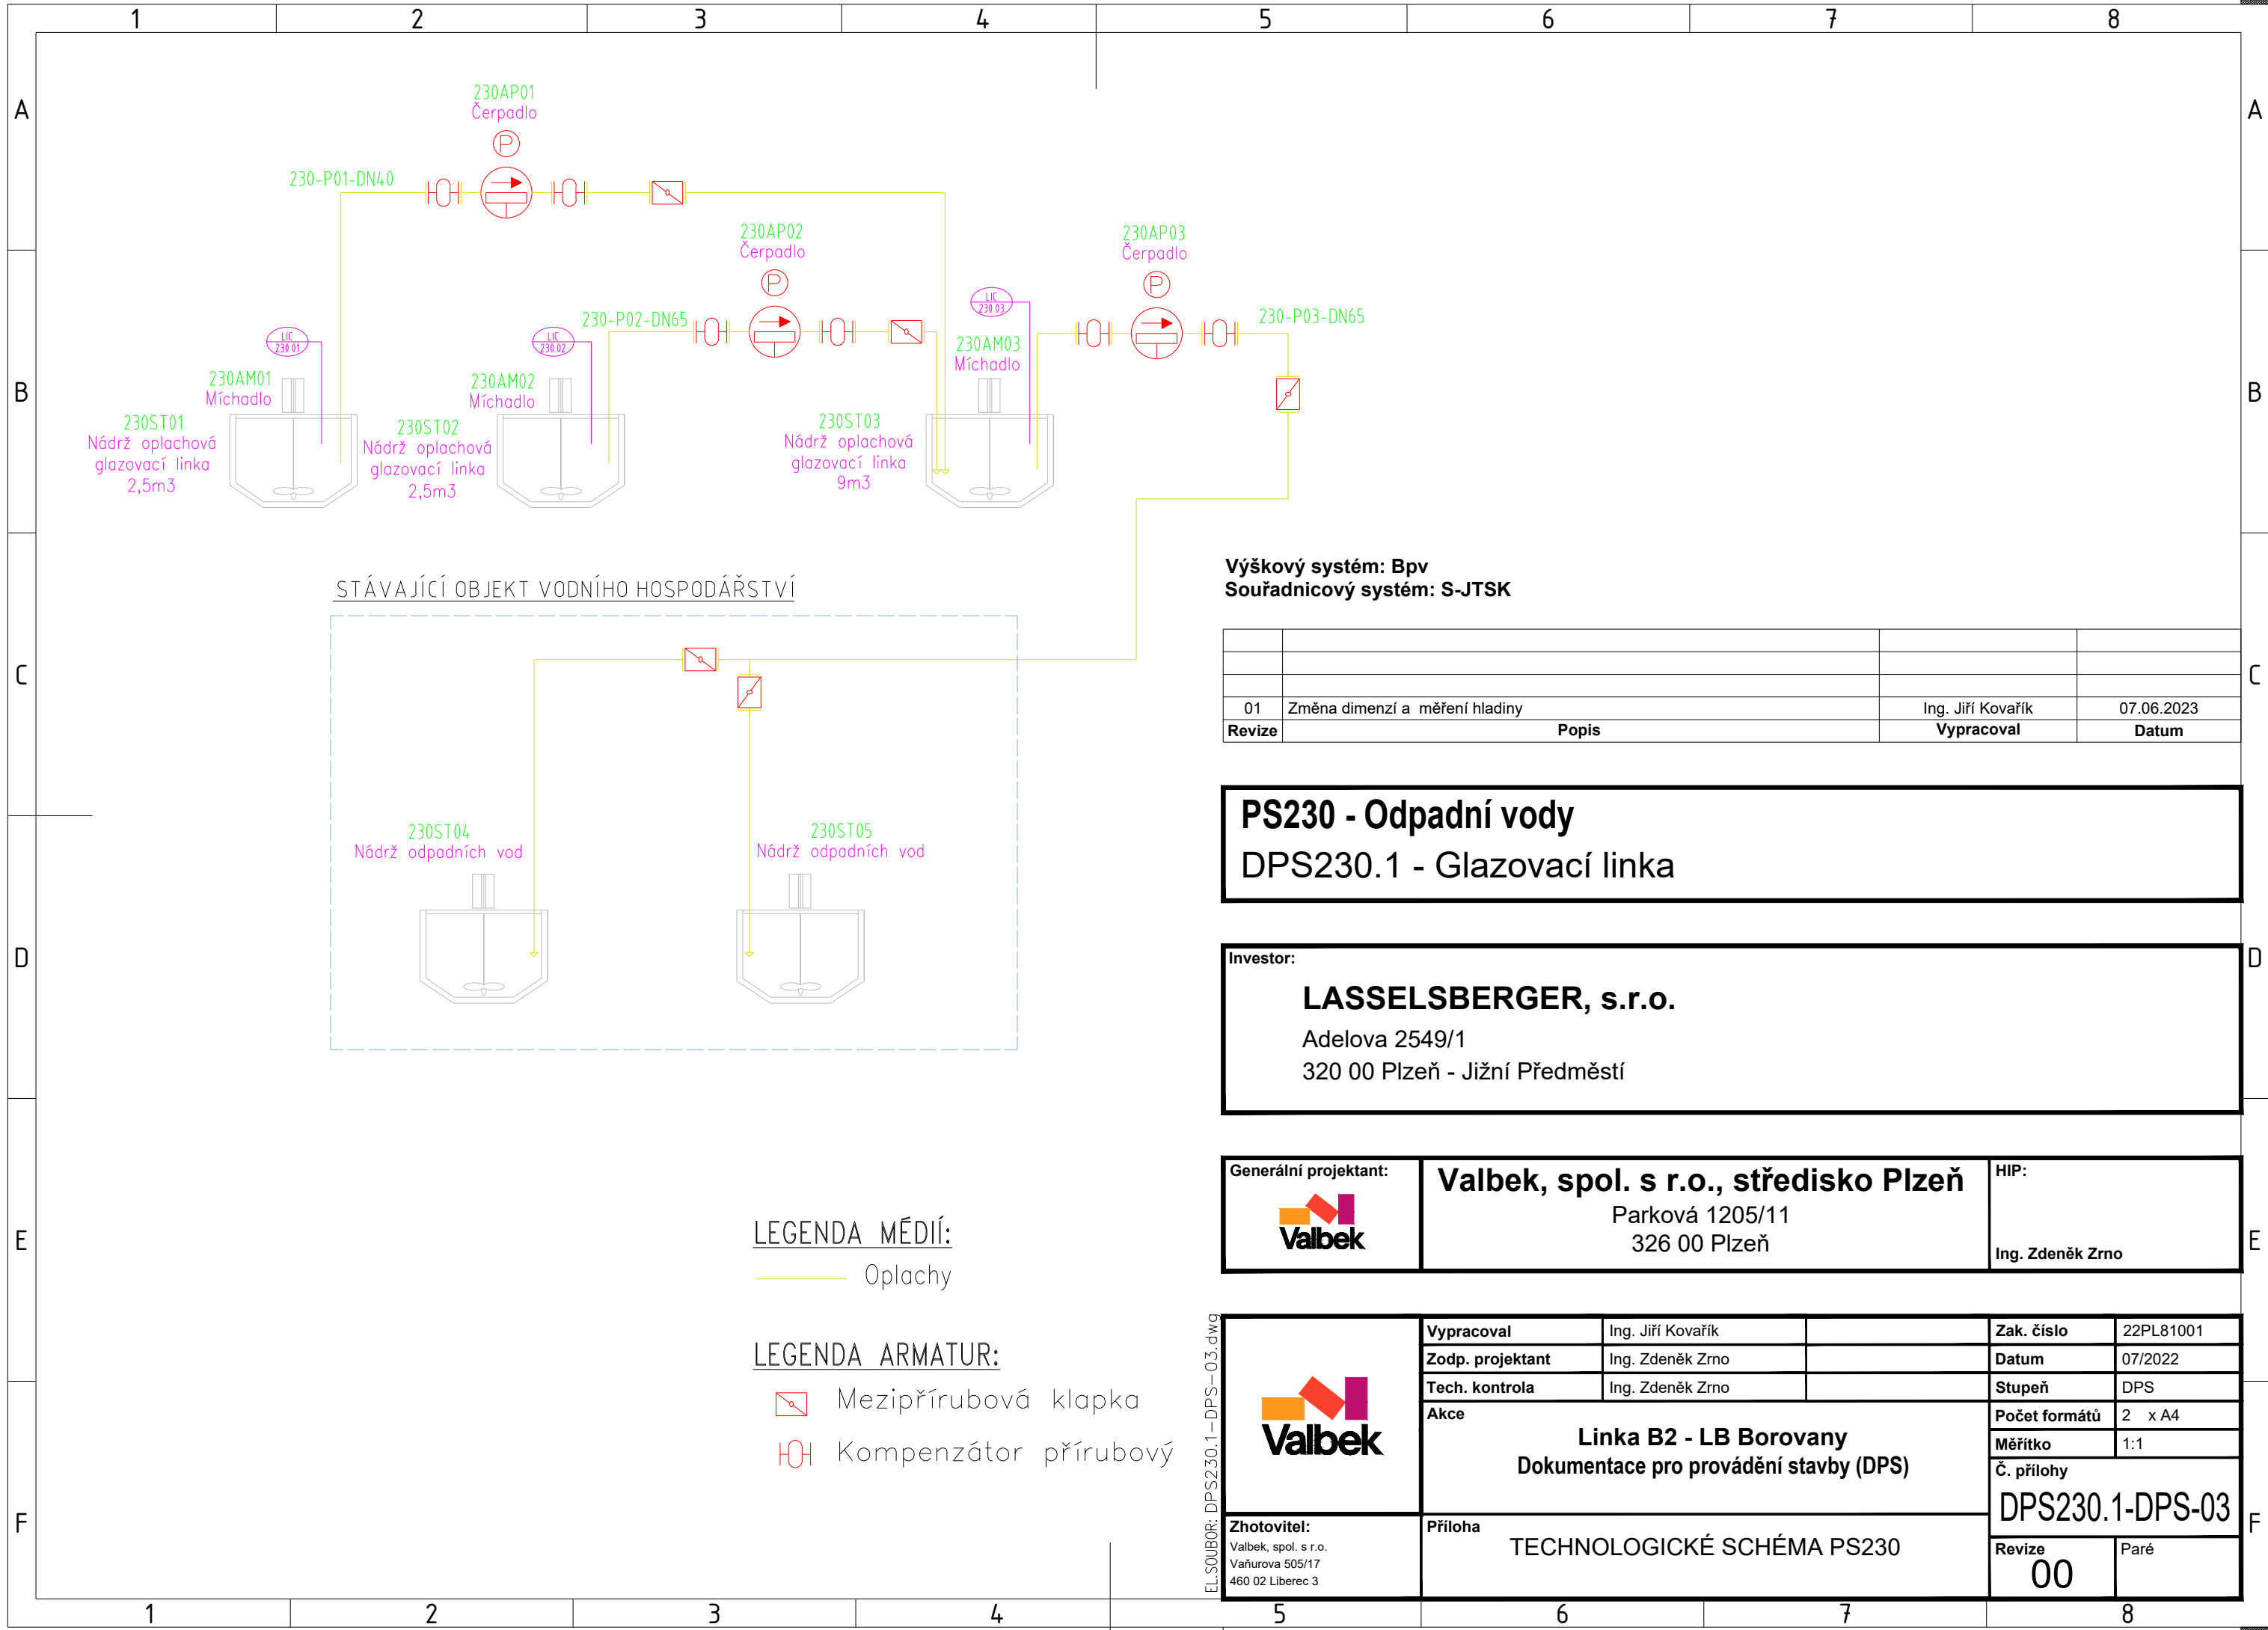 1 2 3 4 5 6 7 8
A A
B B
C C
D D
E E
F F
230AP01
Čerpadlo
P
230-P01-DN40
230AP02
Čerpadlo
P
230-P02-DN65
230AP03
Čerpadlo
P
230-P03-DN65
LIC
230 01
LIC
230 02
LIC
230 03
230AM01
Míchadlo
230AM02
Míchadlo
230AM03
Míchadlo
230ST01
Nádrž oplachová
glazovací linka
2,5m3
230ST02
Nádrž oplachová
glazovací linka
2,5m3
230ST03
Nádrž oplachová
glazovací linka
9m3
STÁVAJÍCÍ OBJEKT VODNÍHO HOSPODÁŘSTVÍ
230ST04
Nádrž odpadních vod
230ST05
Nádrž odpadních vod
LEGENDA MÉDIÍ:
Oplachy
LEGENDA ARMATUR:
Mezipřírubová klapka
Kompenzátor přírubový
Výškový systém: Bpv
Souřadnicový systém: S-JTSK
01 Změna dimenzí a měření hladiny Ing. Jiří Kovařík 07.06.2023
Revize Popis Vypracoval Datum
PS230 - Odpadní vody
DPS230.1 - Glazovací linka
Investor:
LASSELSBERGER, s.r.o.
Adelova 2549/1
320 00 Plzeň - Jižní Předměstí
Generální projektant:
Valbek
Valbek, spol. s r.o., středisko Plzeň
Parková 1205/11
326 00 Plzeň
HIP:
Ing. Zdeněk Zrno
EL.SOUBOR: DPS230.1-DPS-03.dwg
Valbek
Vypracoval Ing. Jiří Kovařík
Zodp. projektant Ing. Zdeněk Zrno
Tech. kontrola Ing. Zdeněk Zrno
Zak. číslo 22PL81001
Datum 07/2022
Stupeň DPS
Počet formátů 2 x A4
Měřítko 1:1
Akce
Linka B2 - LB Borovany
Dokumentace pro provádění stavby (DPS)
Č. přílohy
DPS230.1-DPS-03
Zhotovitel:
Valbek, spol. s r.o.
Vaňurova 505/17
460 02 Liberec 3
Příloha
TECHNOLOGICKÉ SCHÉMA PS230
Revize
00
Paré
1 2 3 4 5 6 7 8